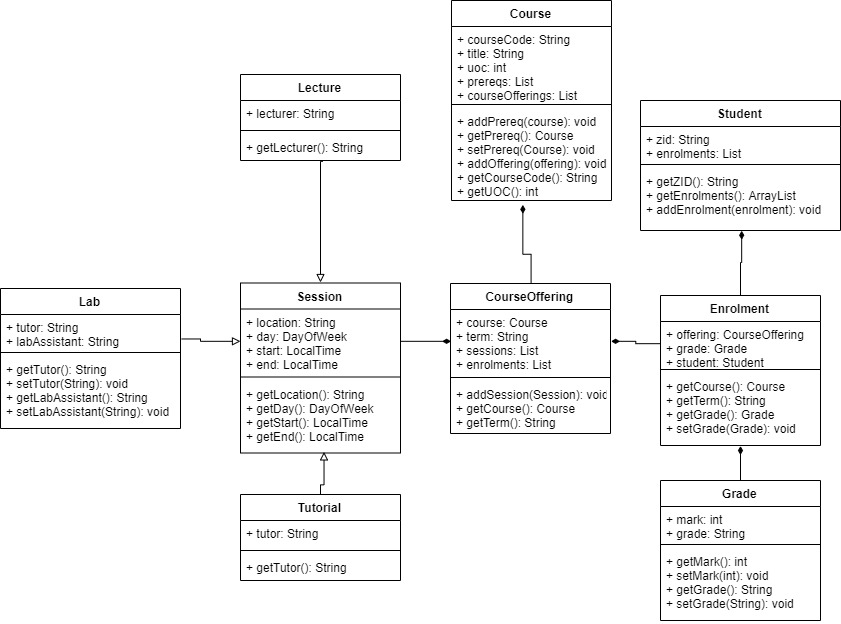 Course
+ courseCode: String
+ title: String
+ uoc: int
+ prereqs: List
+ courseOfferings: List
+ addPrereq(course): void
+ getPrereq(): Course
+ setPrereq(Course): void
+ addOffering(offering): void
+ getCourseCode(): String
+ getUOC(): int
Lecture
+ lecturer: String
+ getLecturer(): String
Student
+ zid: String
+ enrolments: List
+ getZID(): String
+ getEnrolments(): ArrayList
+ addEnrolment(enrolment): void
Lab
+ tutor: String
+ labAssistant: String
+ getTutor(): String
+ setTutor(String): void
+ getLabAssistant(): String
+ setLabAssistant(String): void
Session
+ location: String
+ day: DayOfWeek
+ start: LocalTime
+ end: LocalTime
+ getLocation(): String
+ getDay(): DayOfWeek
+ getStart(): LocalTime
+ getEnd(): LocalTime
CourseOffering
+ course: Course
+ term: String
+ sessions: List
+ enrolments: List
+ addSession(Session): void
+ getCourse(): Course
+ getTerm(): String
Enrolment
+ offering: CourseOffering
+ grade: Grade
+ student: Student
+ getCourse(): Course
+ getTerm(): String
+ getGrade(): Grade
+ setGrade(Grade): void
Tutorial
+ tutor: String
+ getTutor(): String
Grade
+ mark: int
+ grade: String
+ getMark(): int
+ setMark(int): void
+ getGrade(): String
+ setGrade(String): void